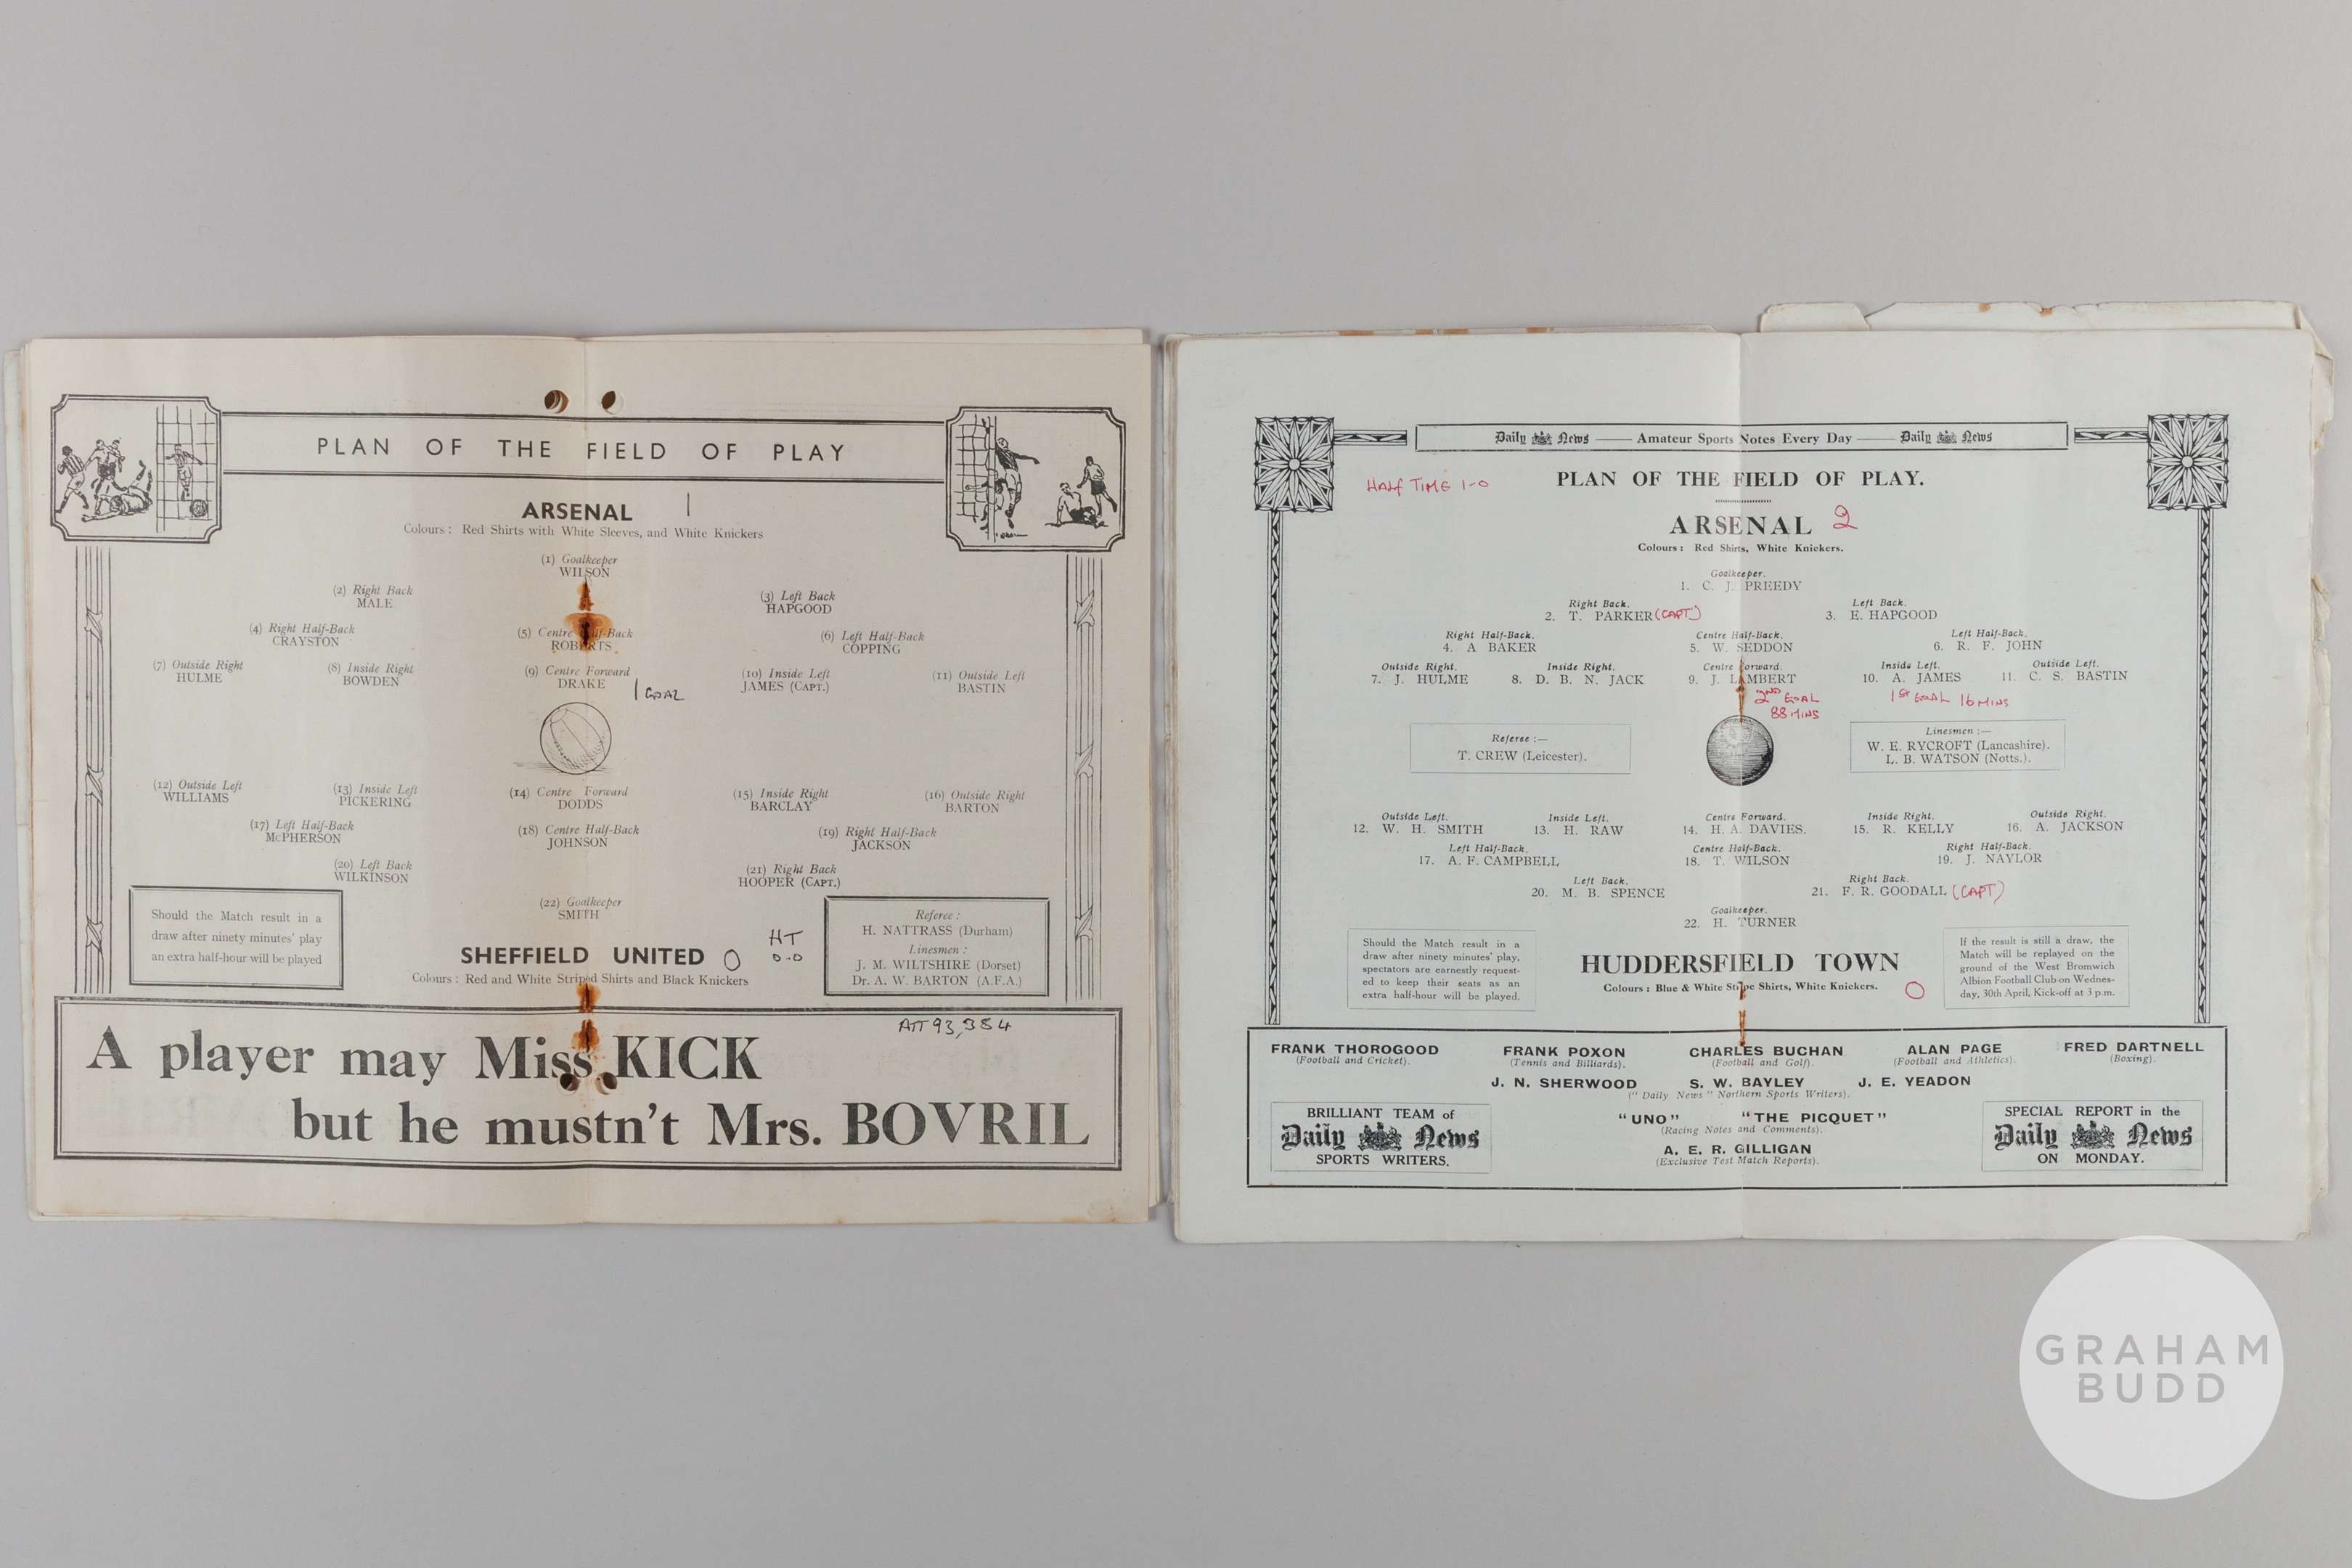 PLAN OF THE FIELD OF PLAY
ARSENAL 1
Colours : Red Shirts with White Sleeves, and White Knickers
(1) Goalkeeper
WILSON
(2) Right Back
MALE
(3) Left Back
HAPGOOD
(4) Right Half-Back
CRAYSTON
(5) Centre Half-Back
ROBERTS
(6) Left Half-Back
COPPING
(7) Outside Right
HULME
(8) Inside Right
BOWDEN
(9) Centre Forward
DRAKE 1 GOAL
(10) Inside Left
JAMES (CAPT.)
(11) Outside Left
BASTIN
(12) Outside Left
WILLIAMS
(13) Inside Left
PICKERING
(14) Centre Forward
DODDS
(15) Inside Right
BARCLAY
(16) Outside Right
BARTON
(17) Left Half-Back
McPHERSON
(18) Centre Half-Back
JOHNSON
(19) Right Half-Back
JACKSON
(20) Left Back
WILKINSON
(21) Right Back
HOOPER (CAPT.)
(22) Goalkeeper
SMITH
Should the Match result in a
draw after ninety minutes' play
an extra half-hour will be played
SHEFFIELD UNITED 0
HT
0-0
Colours : Red and White Striped Shirts and Black Knickers
Referee :
H. NATTRASS (Durham)
Linesmen :
J. M. WILTSHIRE (Dorset)
Dr. A. W. BARTON (A.F.A.)
ATT 93,384
A player may Miss KICK
but he mustn't Mrs. BOVRIL
Daily News — Amateur Sports Notes Every Day — Daily News
HALF TIME 1-0
PLAN OF THE FIELD OF PLAY.
ARSENAL 2
Colours : Red Shirts, White Knickers.
Goalkeeper.
1. C. J. PREEDY
Right Back.
2. T. PARKER (CAPT)
Left Back.
3. E. HAPGOOD
Right Half-Back.
4. A BAKER
Centre Half-Back.
5. W. SEDDON
Left Half-Back.
6. R. F. JOHN
Outside Right.
7. J. HULME
Inside Right.
8. D. B. N. JACK
Centre Forward.
9. J. LAMBERT
2ND GOAL
88 MINS
Inside Left.
10. A. JAMES
1ST GOAL 16 MINS
Outside Left.
11. C. S. BASTIN
Referee :—
T. CREW (Leicester).
Linesmen :—
W. E. RYCROFT (Lancashire).
L. B. WATSON (Notts.).
Outside Left.
12. W. H. SMITH
Inside Left.
13. H. RAW
Centre Forward.
14. H. A. DAVIES.
Inside Right.
15. R. KELLY
Outside Right.
16. A. JACKSON
Left Half-Back.
17. A. F. CAMPBELL
Centre Half-Back.
18. T. WILSON
Right Half-Back.
19. J. NAYLOR
Left Back.
20. M. B. SPENCE
Right Back.
21. F. R. GOODALL (CAPT)
Goalkeeper.
22. H. TURNER
Should the Match result in a
draw after ninety minutes' play,
spectators are earnestly request-
ed to keep their seats as an
extra half-hour will be played.
HUDDERSFIELD TOWN
Colours : Blue & White Stripe Shirts, White Knickers. 0
If the result is still a draw, the
Match will be replayed on the
ground of the West Bromwich
Albion Football Club on Wednes-
day, 30th April, Kick-off at 3 p.m.
FRANK THOROGOOD
(Football and Cricket).
FRANK POXON
(Tennis and Billiards).
CHARLES BUCHAN
(Football and Golf).
ALAN PAGE
(Football and Athletics).
FRED DARTNELL
(Boxing).
J. N. SHERWOOD S. W. BAYLEY J. E. YEADON
(" Daily News " Northern Sports Writers).
BRILLIANT TEAM of
Daily News
SPORTS WRITERS.
"UNO" "THE PICQUET"
(Racing Notes and Comments).
A. E. R. GILLIGAN
(Exclusive Test Match Reports).
SPECIAL REPORT in the
Daily News
ON MONDAY.
GRAHAM
BUDD